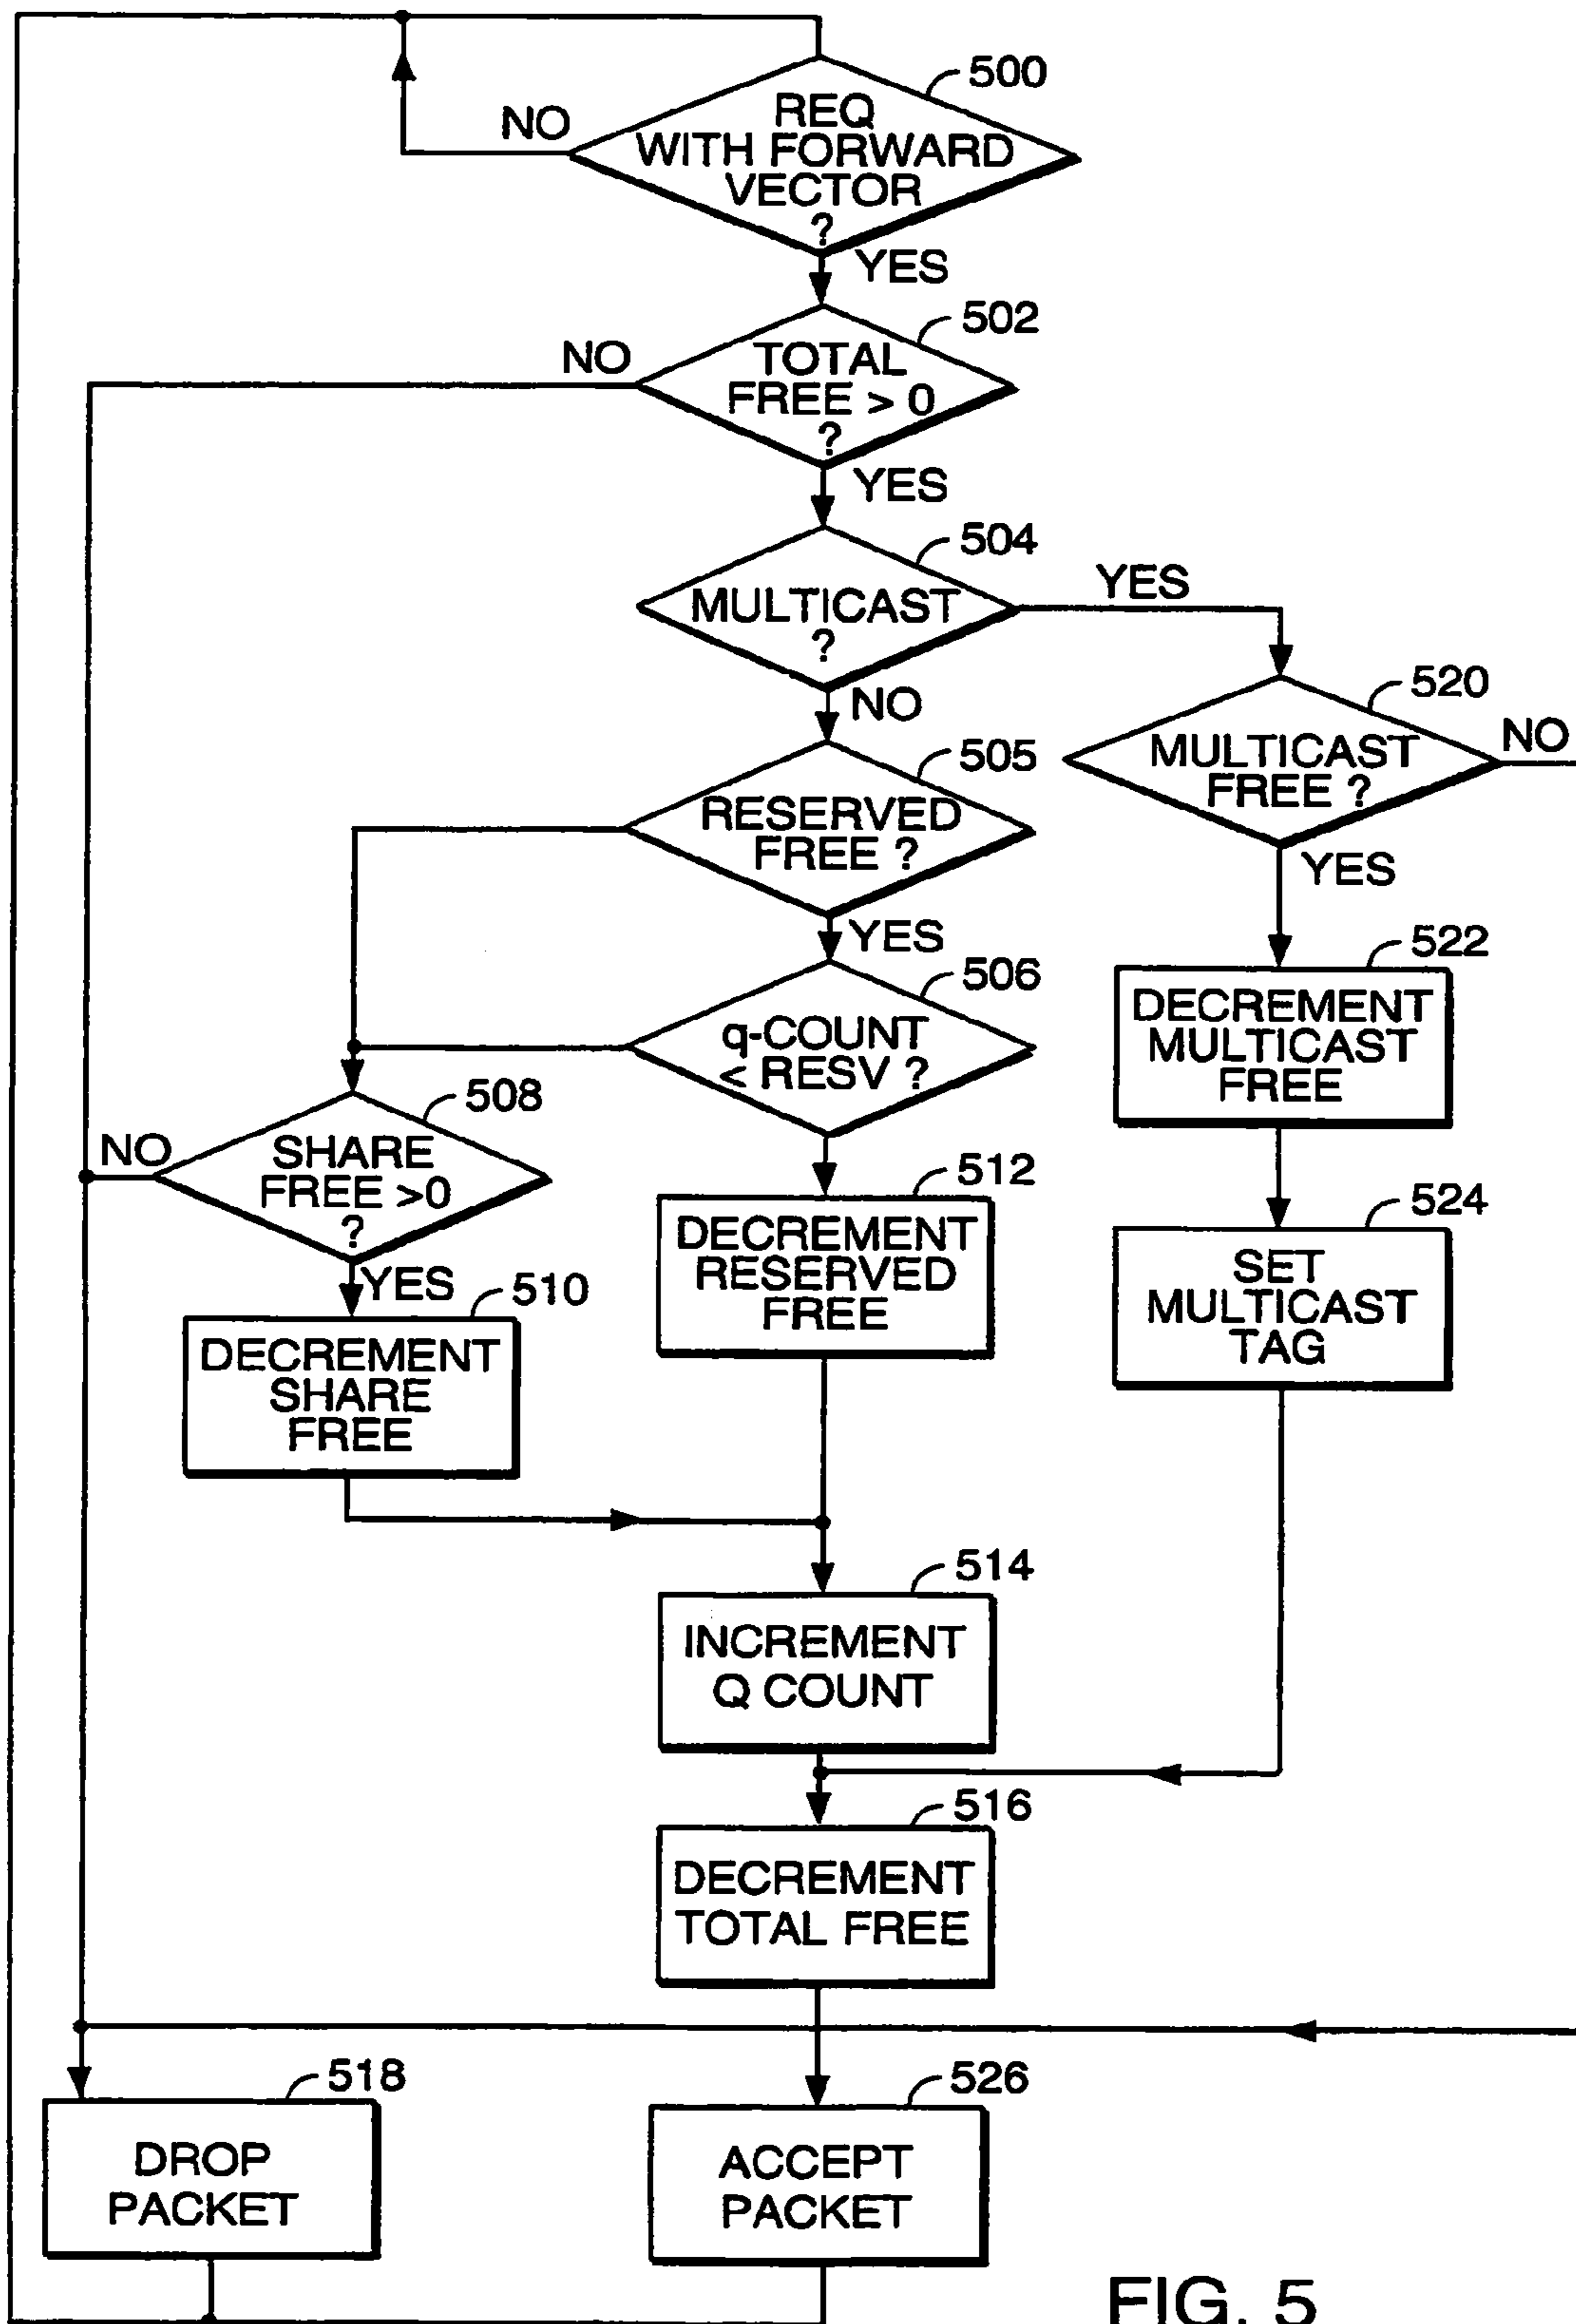 500
REQ
WITH FORWARD
VECTOR
?
NO
YES
502
TOTAL
FREE > 0
?
NO
YES
504
MULTICAST
?
YES
NO
520
MULTICAST
FREE ?
NO
YES
505
RESERVED
FREE ?
YES
506
q-COUNT
< RESV ?
522
DECREMENT
MULTICAST
FREE
508
SHARE
FREE >0
?
NO
YES
512
DECREMENT
RESERVED
FREE
524
SET
MULTICAST
TAG
510
DECREMENT
SHARE
FREE
514
INCREMENT
Q COUNT
516
DECREMENT
TOTAL FREE
518
DROP
PACKET
526
ACCEPT
PACKET
FIG. 5